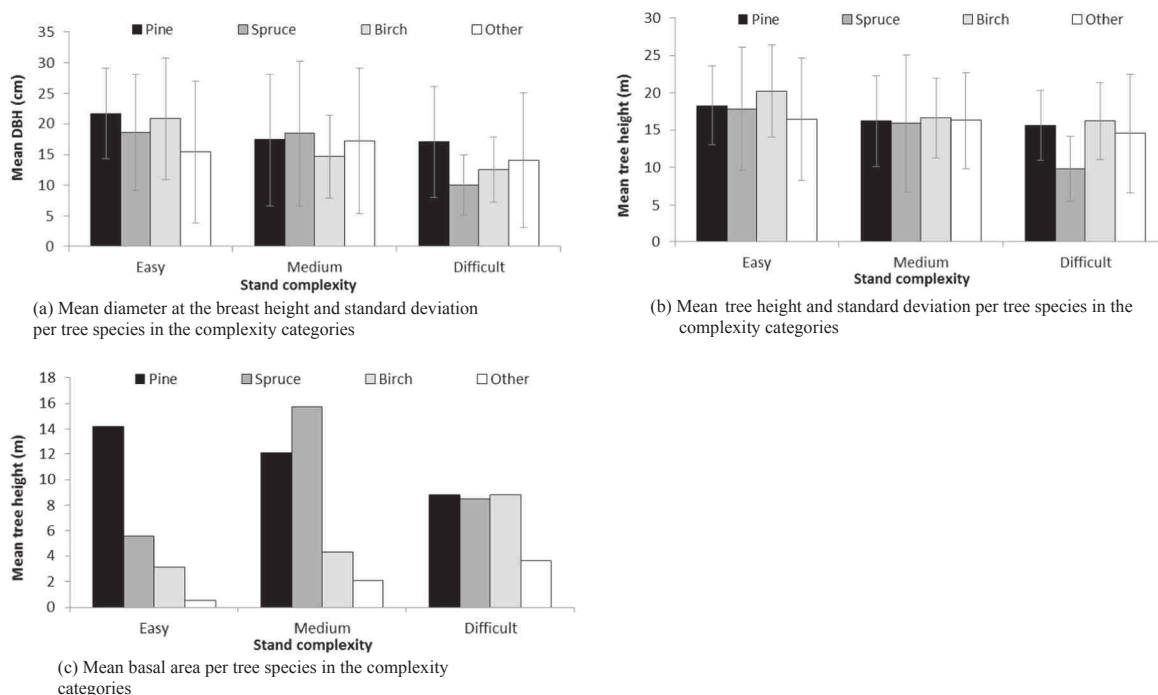 35
30
25
20
15
10
5
0
Mean DBH (cm)
Pine Spruce Birch Other
Easy Medium Difficult
Stand complexity
(a) Mean diameter at the breast height and standard deviation
per tree species in the complexity categories
30
25
20
15
10
5
0
Mean tree height (m)
Pine Spruce Birch Other
Easy Medium Difficult
Stand complexity
(b) Mean tree height and standard deviation per tree species in the
complexity categories
18
16
14
12
10
8
6
4
2
0
Mean tree height (m)
Pine Spruce Birch Other
Easy Medium Difficult
Stand complexity
(c) Mean basal area per tree species in the complexity
categories